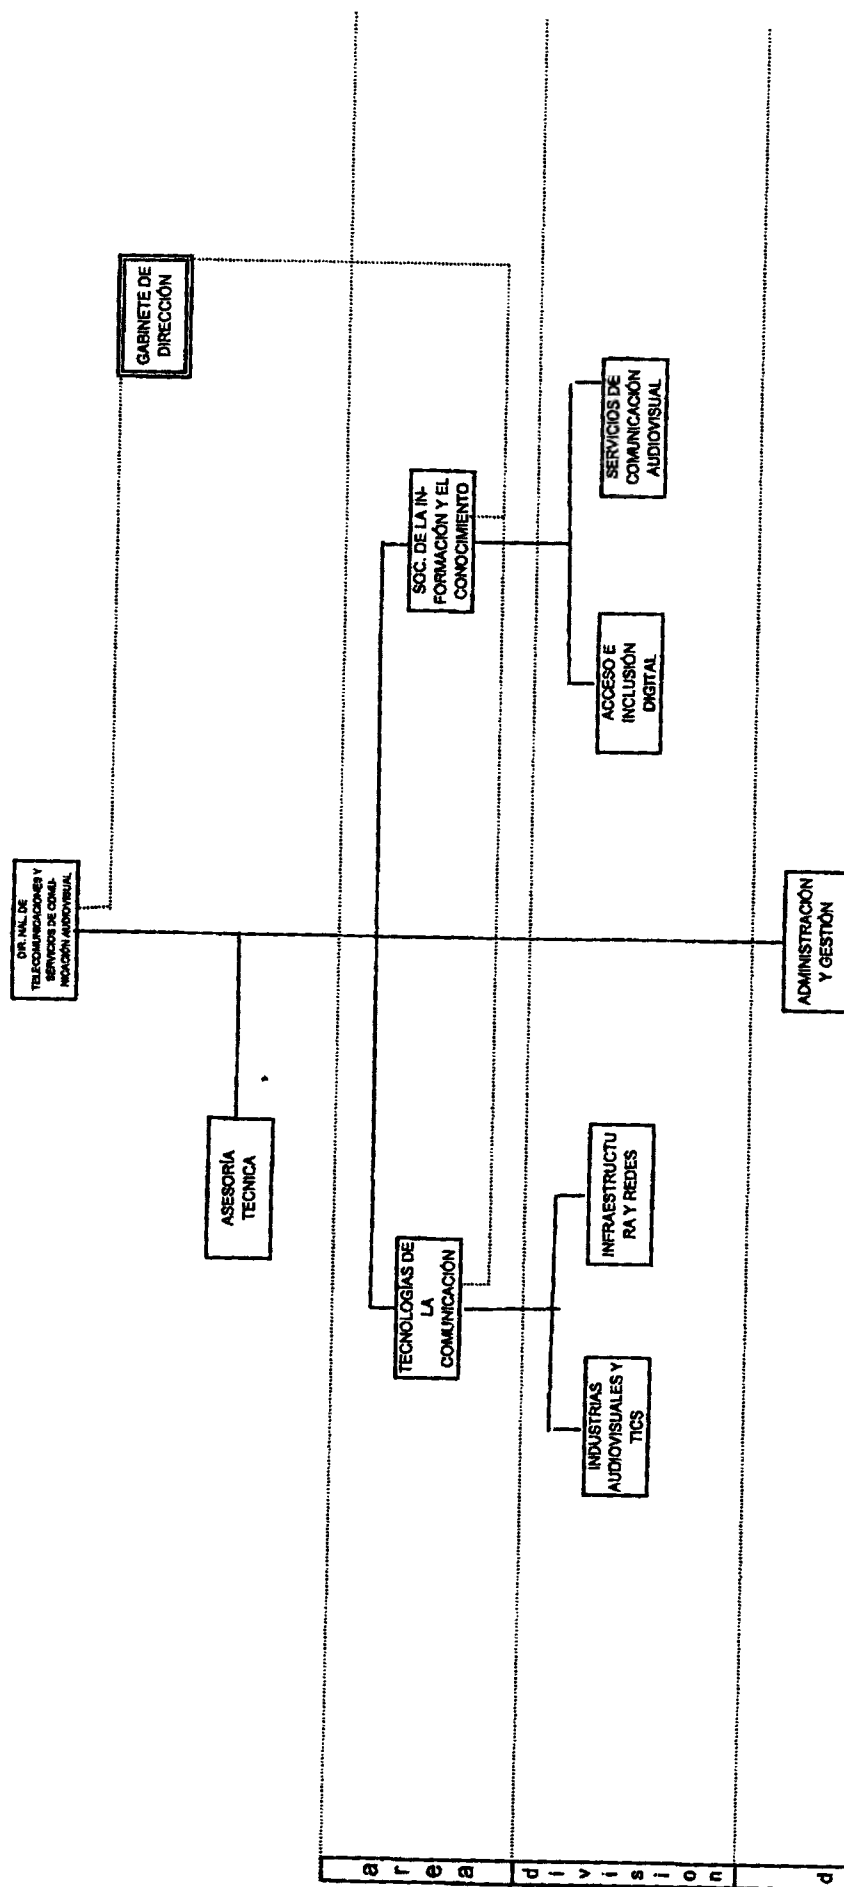 DIR. NAL. DE
TELECOMUNICACIONES Y
SERVICIOS DE COMU-
NICACIÓN AUDIOVISUAL
GABINETE DE
DIRECCIÓN
ASESORÍA
TECNICA
area
TECNOLOGÍAS DE
LA
COMUNICACIÓN
SOC. DE LA IN-
FORMACIÓN Y EL
CONOCIMIENTO
division
INDUSTRIAS
AUDIOVISUALES Y
TICS
INFRAESTRUCTU
RA Y REDES
ACCESO E
INCLUSIÓN
DIGITAL
SERVICIOS DE
COMUNICACIÓN
AUDIOVISUAL
d
ADMINISTRACIÓN
Y GESTIÓN